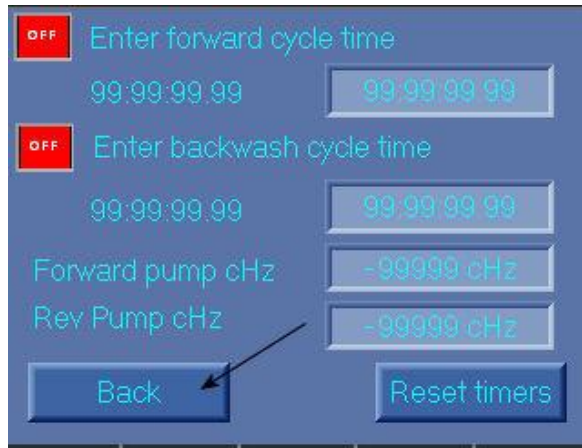 OFF Enter forward cycle time
99:99:99.99 99:99:99.99
OFF Enter backwash cycle time
99:99:99.99 99:99:99.99
Forward pump cHz -99999 cHz
Rev Pump cHz -99999 cHz
Back Reset timers